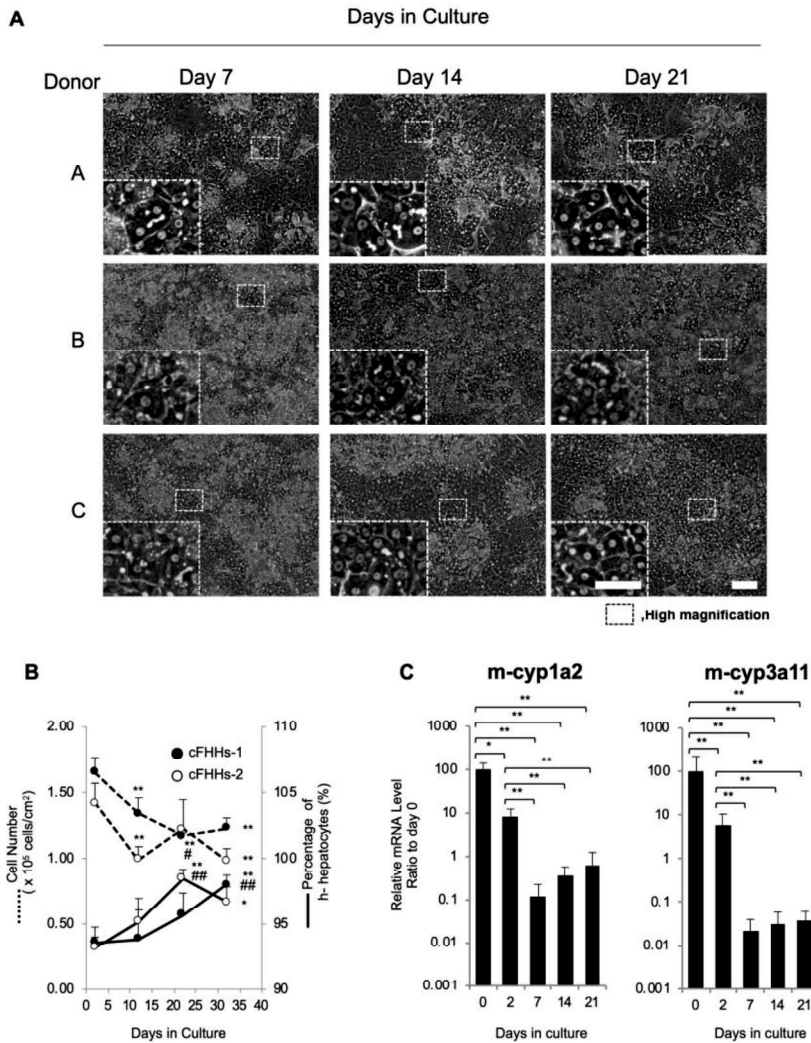 A
Days in Culture
Donor
Day 7
Day 14
Day 21
A
B
C
,High magnification
B
2.00
1.50
1.00
0.50
0.00
Cell Number
( x 10⁵ cells/cm²)
cFHHs-1
cFHHs-2
**
**
**
#
**
##
**
**
**
##
*
110
105
100
95
90
Percentage of
h- hepatocytes (%)
0 5 10 15 20 25 30 35 40
Days in Culture
C
m-cyp1a2
**
**
**
*
**
**
**
1000
100
10
1
0.1
0.01
0.001
Relative mRNA Level
Ratio to day 0
0 2 7 14 21
Days in culture
m-cyp3a11
**
**
**
**
**
**
**
1000
100
10
1
0.1
0.01
0.001
0 2 7 14 21
Days in culture